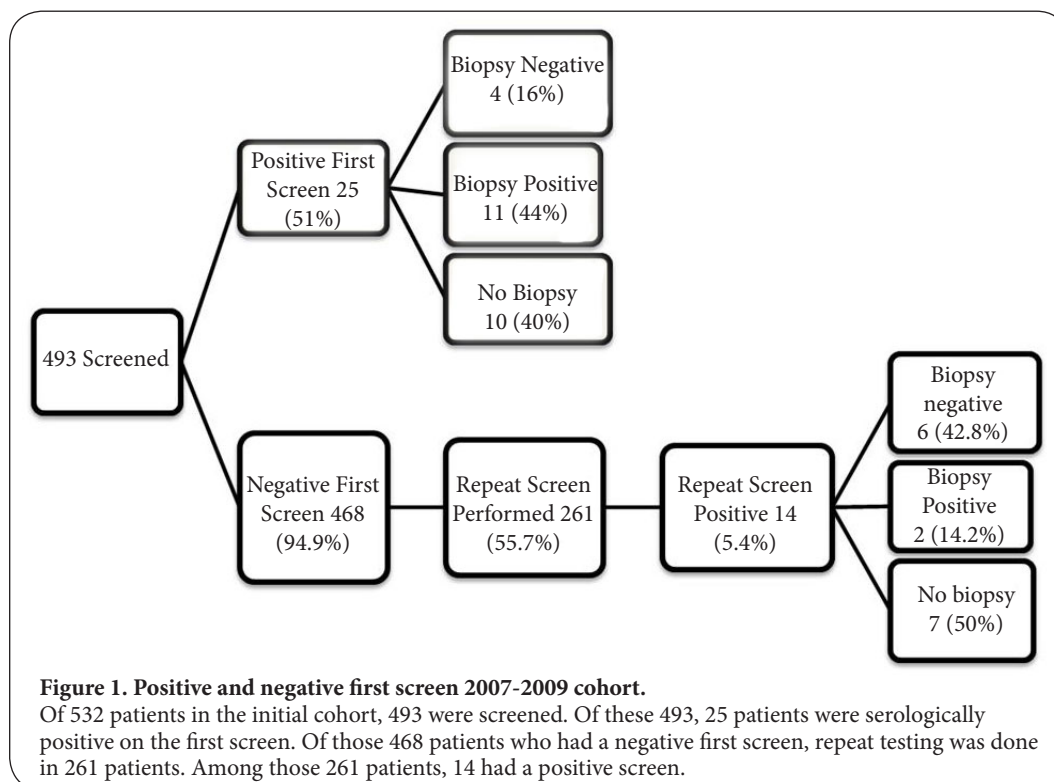 Biopsy Negative
4 (16%)
Positive First
Screen 25
(51%)
Biopsy Positive
11 (44%)
No Biopsy
10 (40%)
493 Screened
Negative First
Screen 468
(94.9%)
Repeat Screen
Performed 261
(55.7%)
Repeat Screen
Positive 14
(5.4%)
Biopsy
negative
6 (42.8%)
Biopsy
Positive
2 (14.2%)
No biopsy
7 (50%)
Figure 1. Positive and negative first screen 2007-2009 cohort.
Of 532 patients in the initial cohort, 493 were screened. Of these 493, 25 patients were serologically
positive on the first screen. Of those 468 patients who had a negative first screen, repeat testing was done
in 261 patients. Among those 261 patients, 14 had a positive screen.